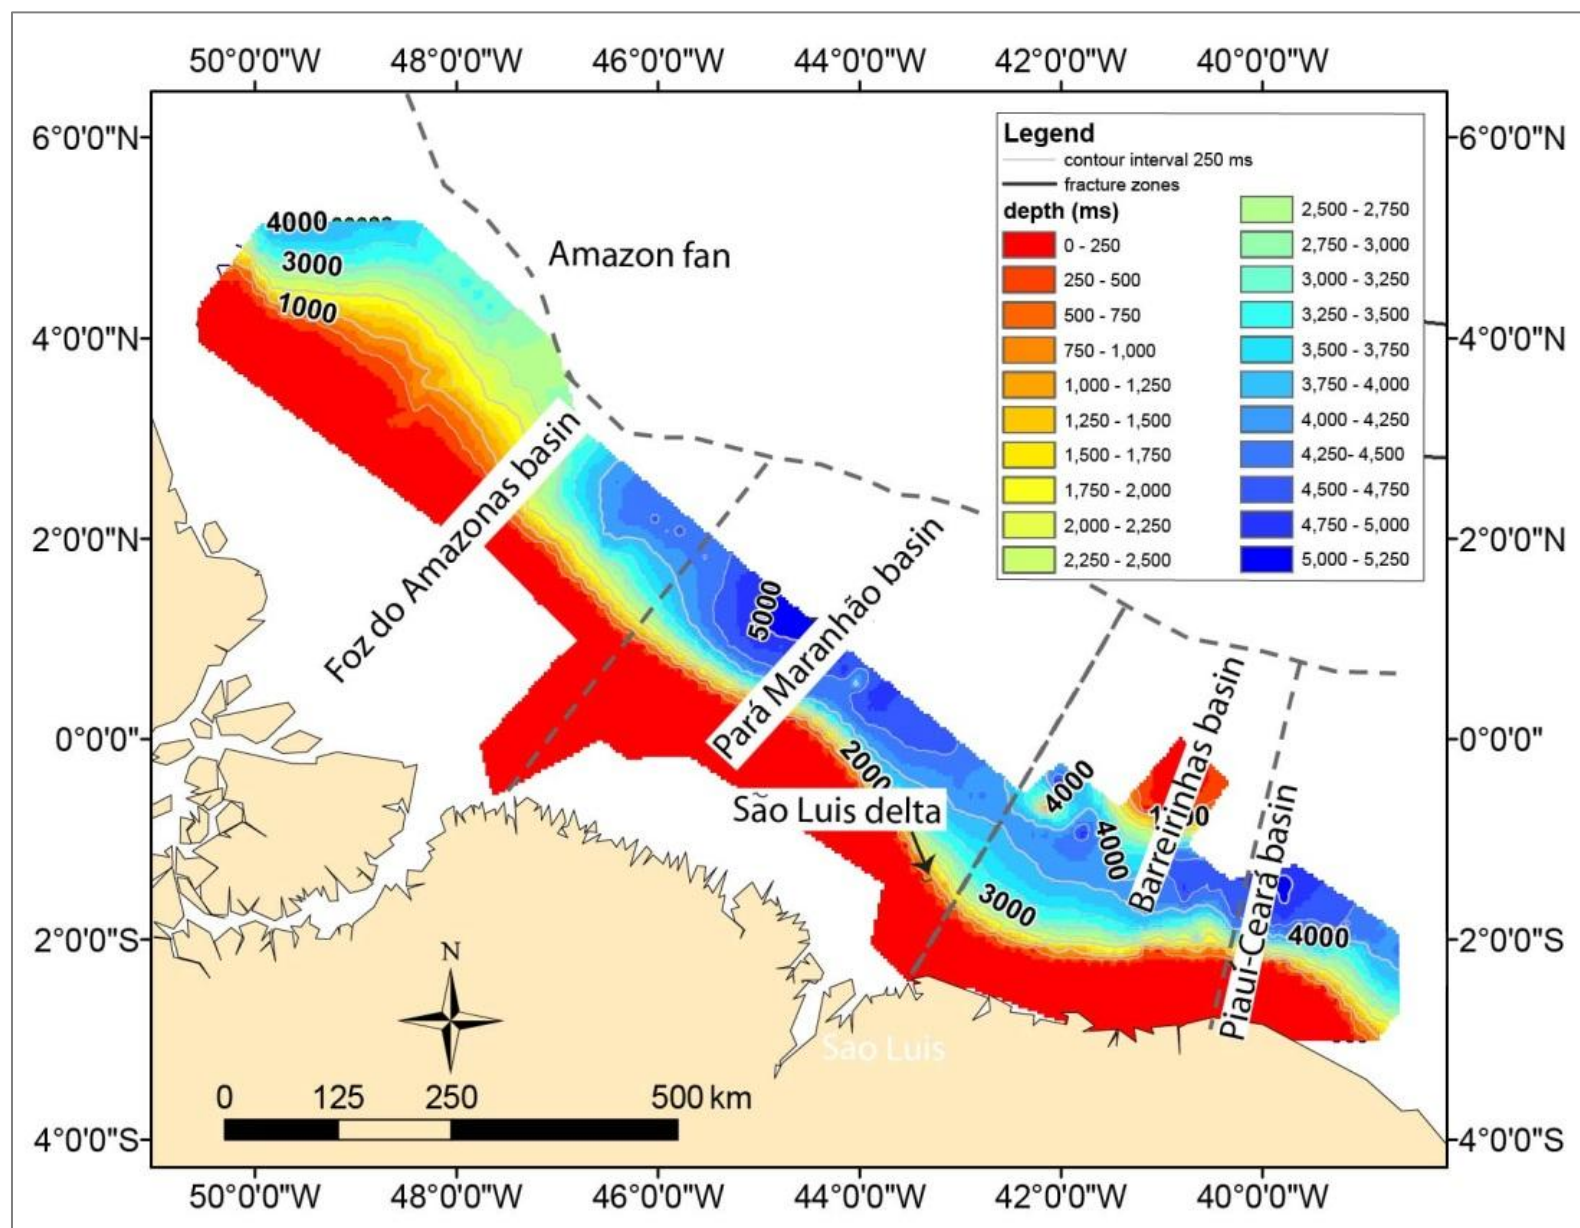 50°0'0"W 48°0'0"W 46°0'0"W 44°0'0"W 42°0'0"W 40°0'0"W
6°0'0"N
4°0'0"N
2°0'0"N
0°0'0"
2°0'0"S
4°0'0"S
6°0'0"N
4°0'0"N
2°0'0"N
0°0'0"
2°0'0"S
4°0'0"S
Legend
contour interval 250 ms
fracture zones
depth (ms)
0 - 250
250 - 500
500 - 750
750 - 1,000
1,000 - 1,250
1,250 - 1,500
1,500 - 1,750
1,750 - 2,000
2,000 - 2,250
2,250 - 2,500
2,500 - 2,750
2,750 - 3,000
3,000 - 3,250
3,250 - 3,500
3,500 - 3,750
3,750 - 4,000
4,000 - 4,250
4,250- 4,500
4,500 - 4,750
4,750 - 5,000
5,000 - 5,250
4000
3000
1000
Amazon fan
Foz do Amazonas basin
5000
Pará Maranhão basin
2000
São Luis delta
3000
4000
4000
Barreirinhas basin
Piauí-Ceará basin
4000
N
São Luis
0 125 250 500 km
50°0'0"W 48°0'0"W 46°0'0"W 44°0'0"W 42°0'0"W 40°0'0"W